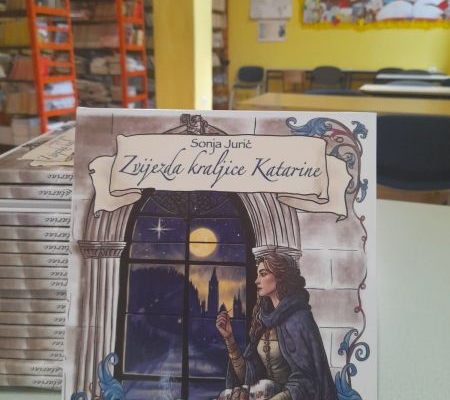 Sonja Jurić
Zvijezda kraljice Katarine